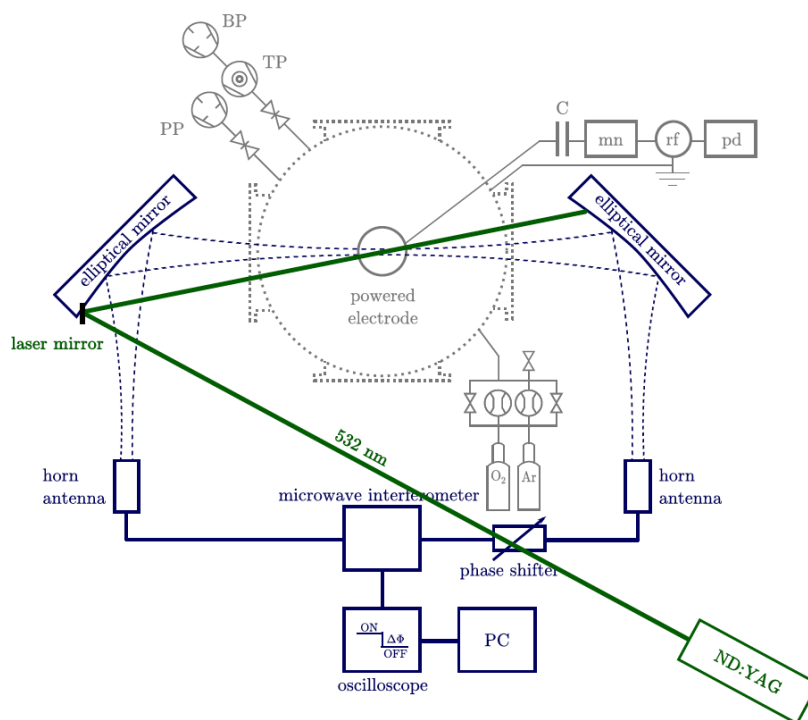 BP
TP
PP
C
mn
rf
pd
elliptical mirror
elliptical mirror
powered
electrode
laser mirror
532 nm
O₂
Ar
horn
antenna
horn
antenna
microwave interferometer
phase shifter
ON
ΔΦ
OFF
PC
oscilloscope
ND:YAG